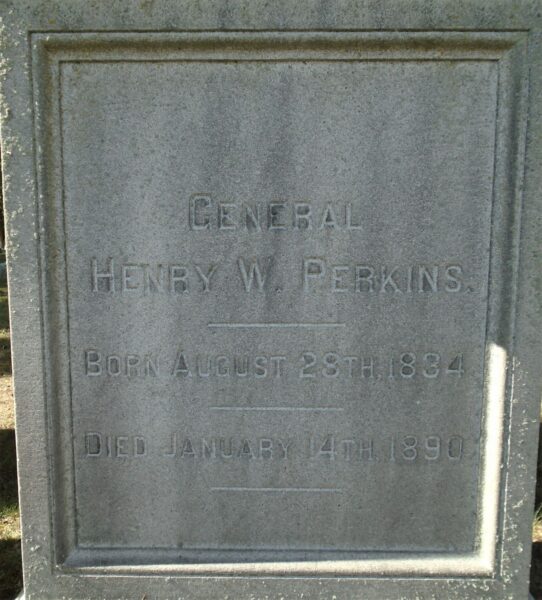 GENERAL
HENRY W. PERKINS.
BORN AUGUST 28TH, 1834
DIED JANUARY 14TH, 1890